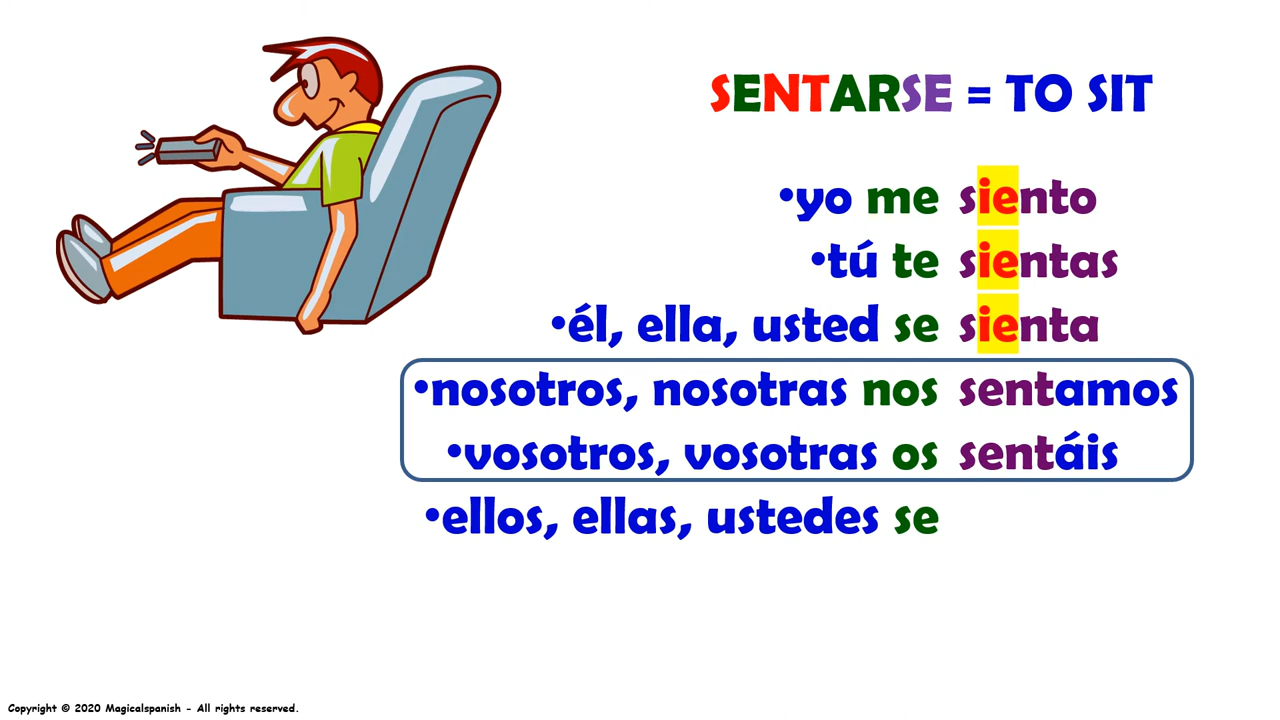 SENTARSE = TO SIT
•yo me siento
•tú te sientas
•él, ella, usted se sienta
•nosotros, nosotras nos sentamos
•vosotros, vosotras os sentáis
•ellos, ellas, ustedes se
Copyright © 2020 Magicalspanish - All rights reserved.